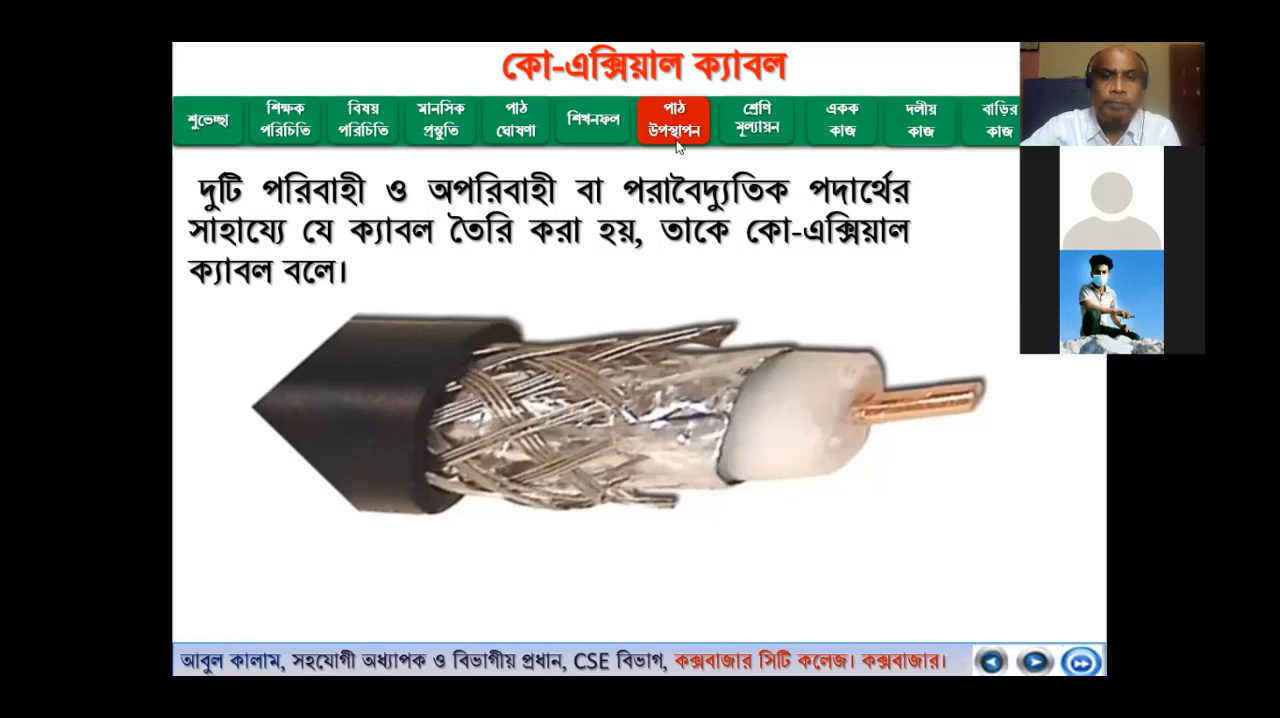 কো-এক্সিয়াল ক্যাবল
শুভেচ্ছা
শিক্ষক
পরিচিতি
বিষয়
পরিচিতি
মানসিক
প্রস্তুতি
পাঠ
ঘোষণা
শিখনফল
পাঠ
উপস্থাপন
শ্রেণি
মূল্যায়ন
একক
কাজ
দলীয়
কাজ
বাড়ির
কাজ
দুটি পরিবাহী ও অপরিবাহী বা পরাবৈদ্যুতিক পদার্থের
সাহায্যে যে ক্যাবল তৈরি করা হয়, তাকে কো-এক্সিয়াল
ক্যাবল বলে।
আবুল কালাম, সহযোগী অধ্যাপক ও বিভাগীয় প্রধান, CSE বিভাগ, কক্সবাজার সিটি কলেজ। কক্সবাজার।